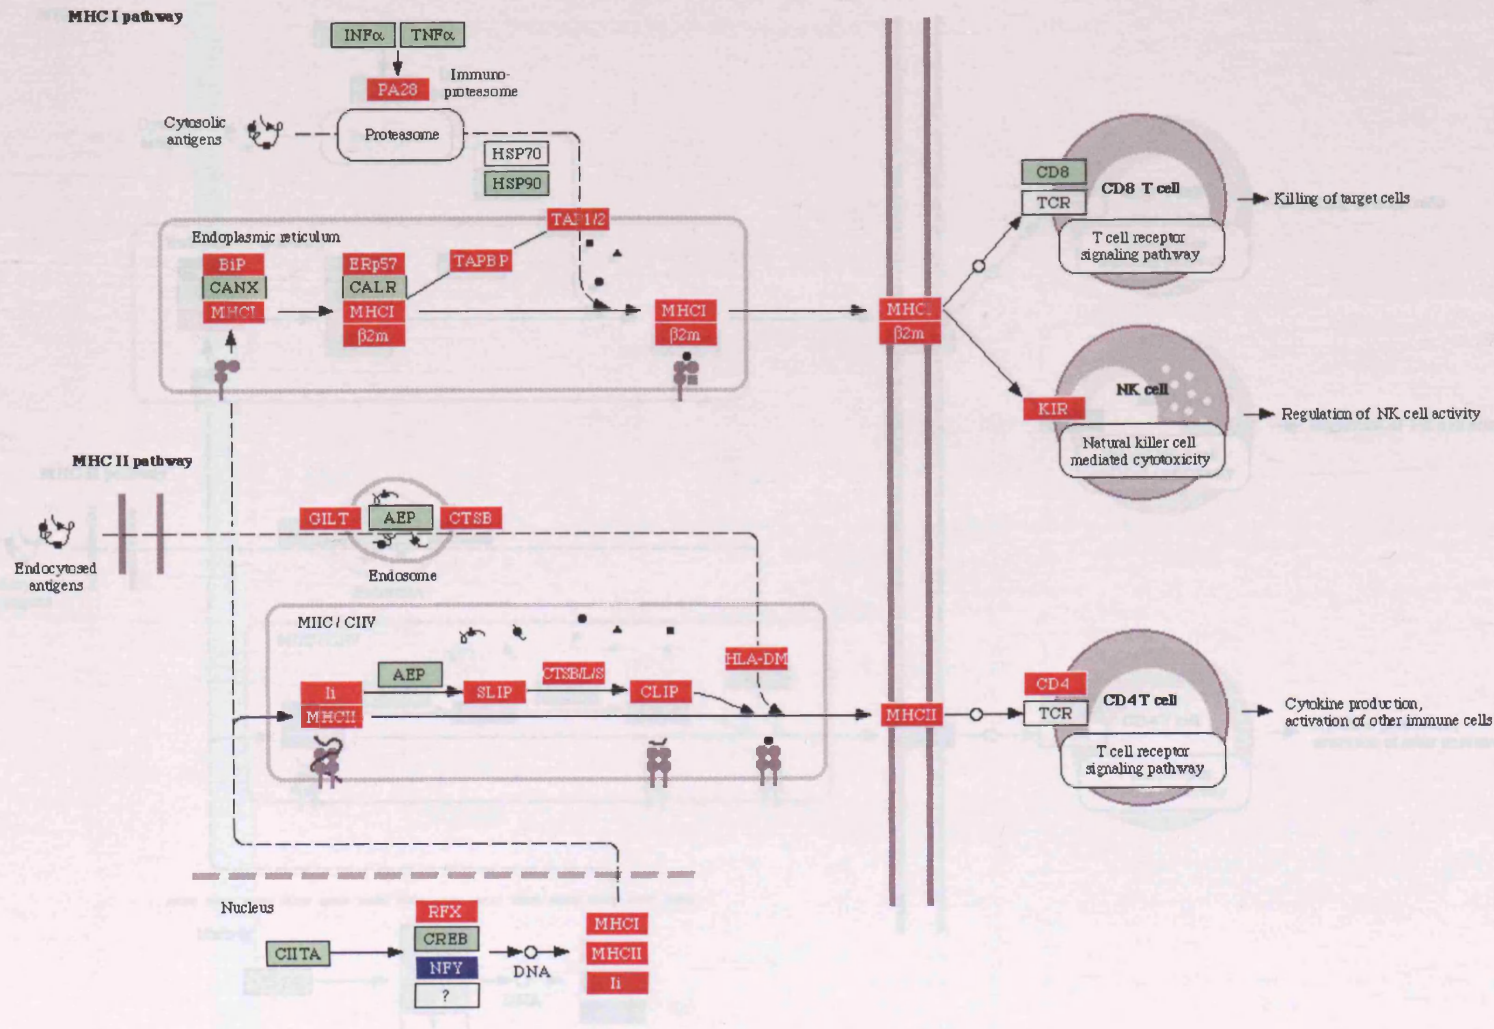 MHC I pathway
INFα TNFα
PA28
Immuno-
proteasome
Cytosolic
antigens
Proteasome
HSP70
HSP90
Endoplasmic reticulum
TAP1/2
TAPBP
BiP
CANX
MHCI
ERp57
CALR
MHCI
β2m
MHCI
β2m
MHCI
β2m
CD8
TCR
CD8 T cell
T cell receptor
signaling pathway
Killing of target cells
KIR
NK cell
Natural killer cell
mediated cytotoxicity
Regulation of NK cell activity
MHC II pathway
Endocytosed
antigens
GILT
AEP
CTSB
Endosome
MIIC / CIIV
Ii
MHCII
AEP
SLIP
CTSB/L/S
CLIP
HLA-DM
MHCII
CD4
TCR
CD4 T cell
T cell receptor
signaling pathway
Cytokine production,
activation of other immune cells
Nucleus
CIITA
RFX
CREB
NFY
?
DNA
MHCI
MHCII
Ii